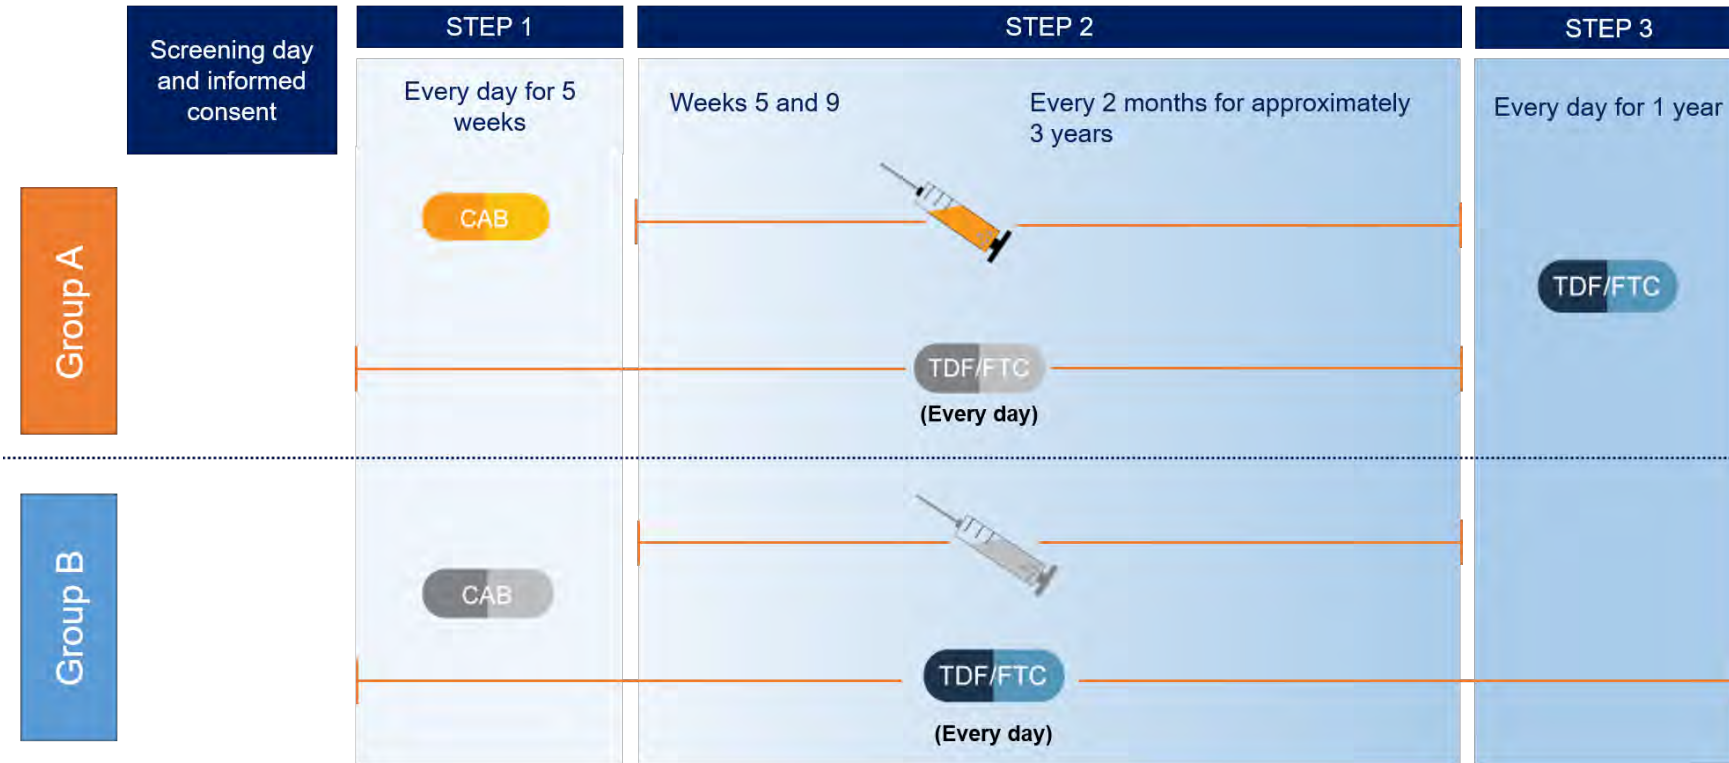 Screening day
and informed
consent
STEP 1
STEP 2
STEP 3
Every day for 5
weeks
Weeks 5 and 9
Every 2 months for approximately
3 years
Every day for 1 year
Group A
CAB
TDF/FTC
TDF/FTC
(Every day)
Group B
CAB
TDF/FTC
(Every day)